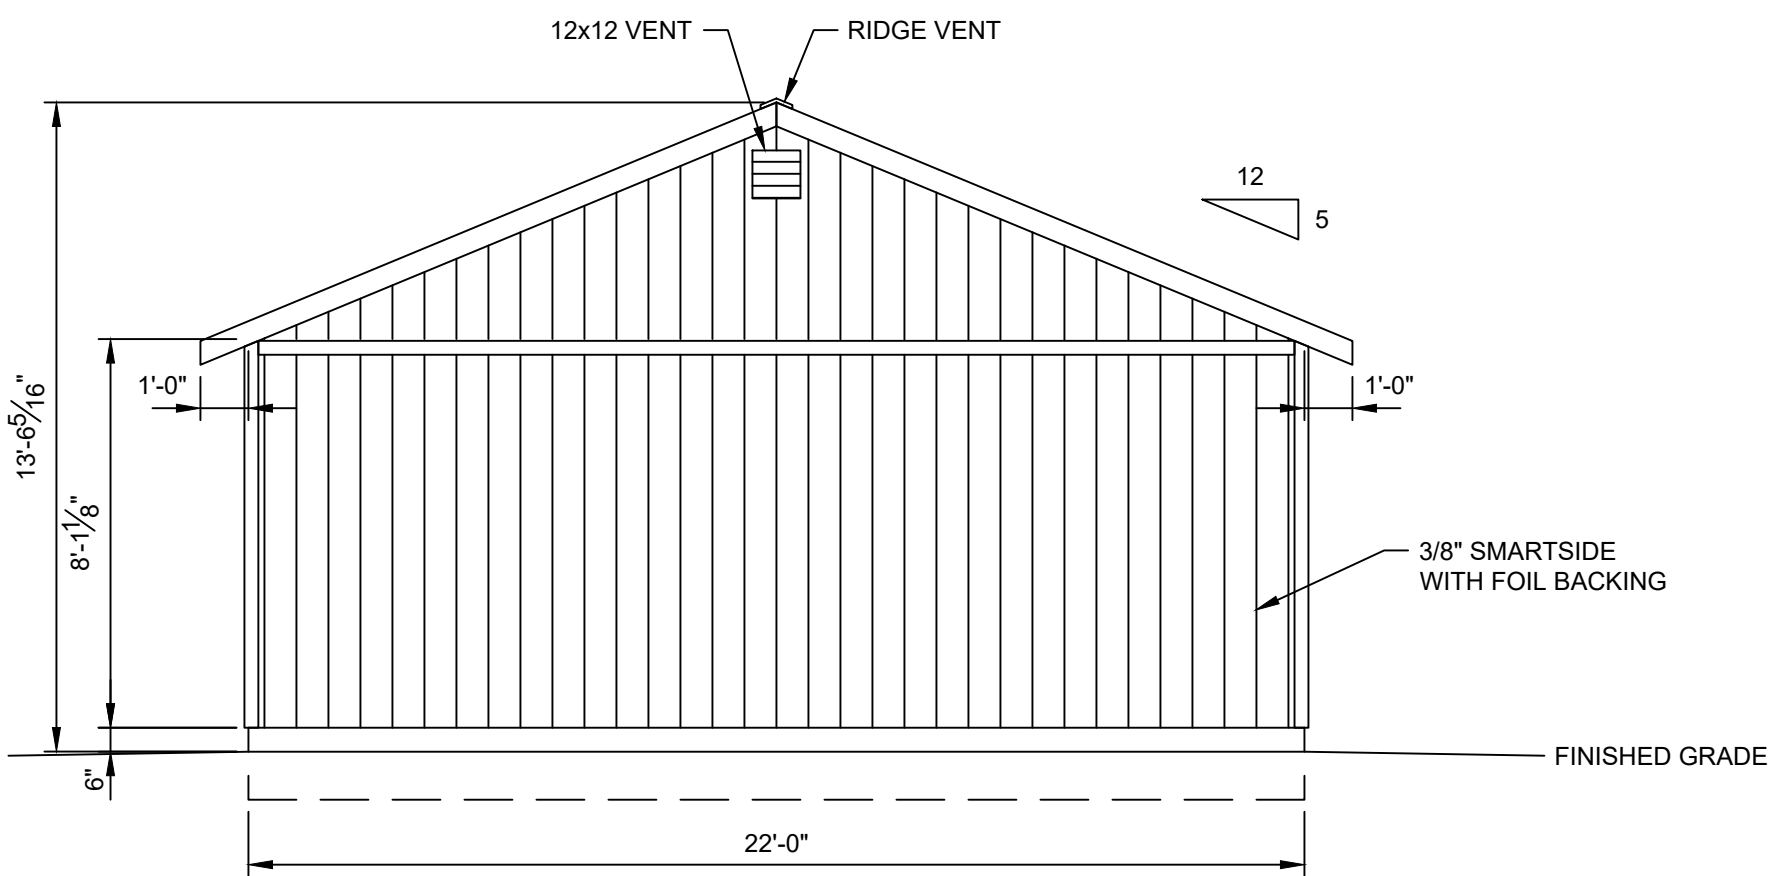 12x12 VENT
RIDGE VENT
12
5
1'-0"
1'-0"
13'-6 5/16"
8'-1 1/8"
3/8" SMARTSIDE
WITH FOIL BACKING
FINISHED GRADE
6"
22'-0"